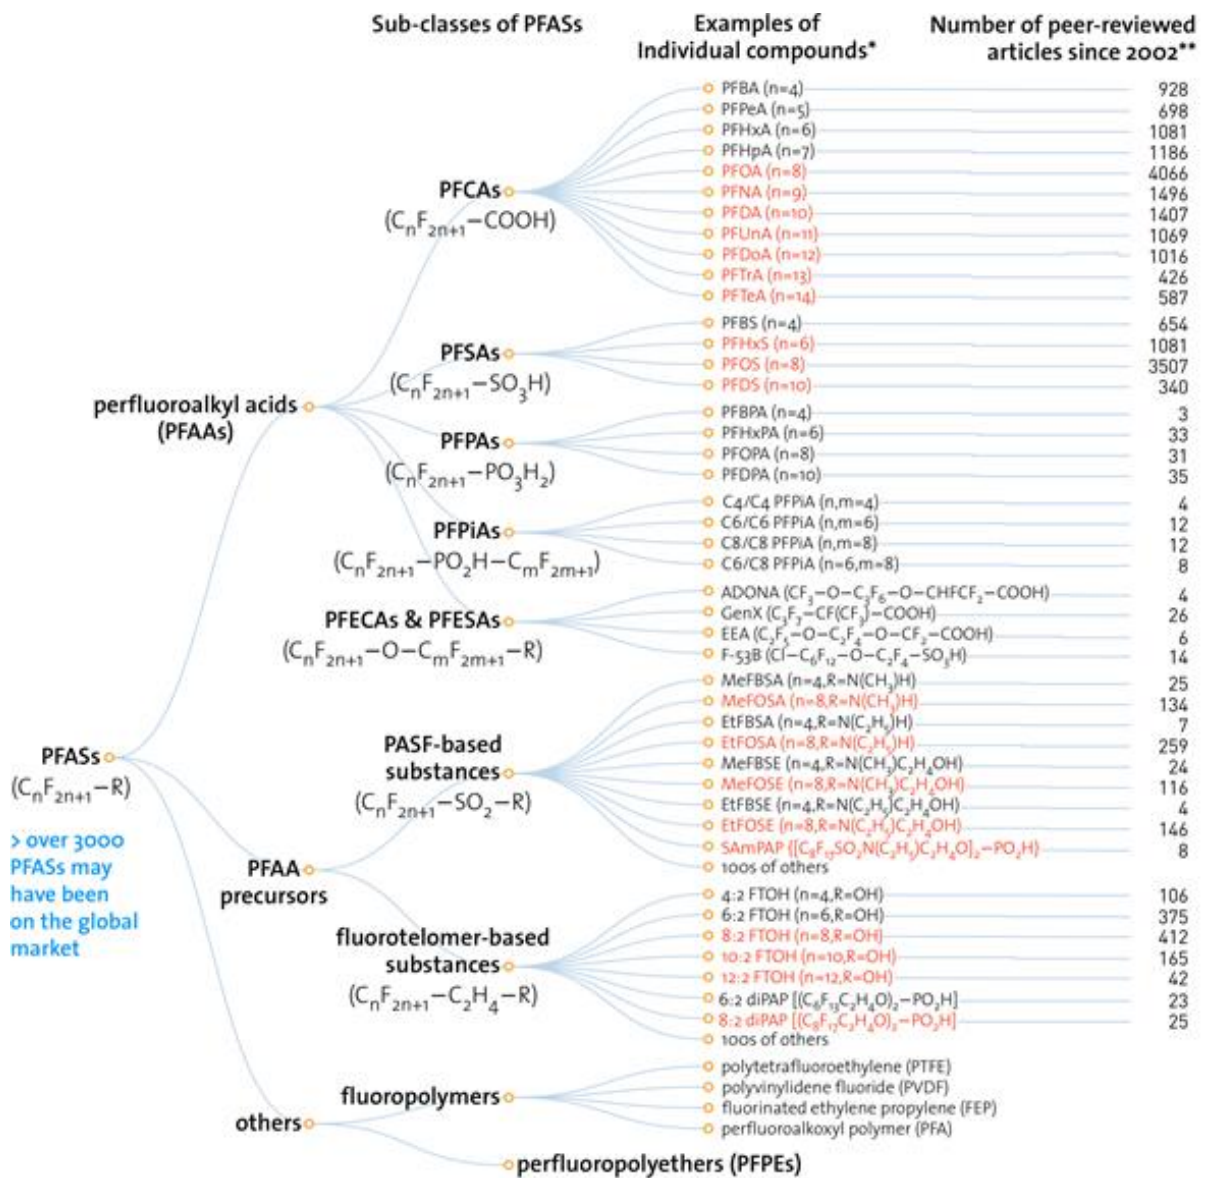 Sub-classes of PFASs
Examples of
Individual compounds*
Number of peer-reviewed
articles since 2002**
PFASs
(CₙF₂ₙ₊₁–R)
> over 3000
PFASs may
have been
on the global
market
perfluoroalkyl acids
(PFAAs)
PFCAs
(CₙF₂ₙ₊₁–COOH)
PFBA (n=4) 928
PFPeA (n=5) 698
PFHxA (n=6) 1081
PFHpA (n=7) 1186
PFOA (n=8) 4066
PFNA (n=9) 1496
PFDA (n=10) 1407
PFUnA (n=11) 1069
PFDoA (n=12) 1016
PFTrA (n=13) 426
PFTeA (n=14) 587
PFSAs
(CₙF₂ₙ₊₁–SO₃H)
PFBS (n=4) 654
PFHxS (n=6) 1081
PFOS (n=8) 3507
PFDS (n=10) 340
PFPAs
(CₙF₂ₙ₊₁–PO₃H₂)
PFBPA (n=4) 3
PFHxPA (n=6) 33
PFOPA (n=8) 31
PFDPA (n=10) 35
PFPiAs
(CₙF₂ₙ₊₁–PO₂H–CₘF₂ₘ₊₁)
C4/C4 PFPiA (n,m=4) 4
C6/C6 PFPiA (n,m=6) 12
C8/C8 PFPiA (n,m=8) 12
C6/C8 PFPiA (n=6,m=8) 8
PFECAs & PFESAs
(CₙF₂ₙ₊₁–O–CₘF₂ₘ₊₁–R)
ADONA (CF₃–O–C₃F₆–O–CHFCF₂–COOH) 4
GenX (C₃F₇–CF(CF₃)–COOH) 26
EEA (C₂F₅–O–C₂F₄–O–CF₂–COOH) 6
F-53B (Cl–C₆F₁₂–O–C₂F₄–SO₃H) 14
PFAA
precursors
PASF-based
substances
(CₙF₂ₙ₊₁–SO₂–R)
MeFBSA (n=4,R=N(CH₃)H) 25
MeFOSA (n=8,R=N(CH₃)H) 134
EtFBSA (n=4,R=N(C₂H₅)H) 7
EtFOSA (n=8,R=N(C₂H₅)H) 259
MeFBSE (n=4,R=N(CH₃)C₂H₄OH) 24
MeFOSE (n=8,R=N(CH₃)C₂H₄OH) 116
EtFBSE (n=4,R=N(C₂H₅)C₂H₄OH) 4
EtFOSE (n=8,R=N(C₂H₅)C₂H₄OH) 146
SAmPAP {[C₈F₁₇SO₂N(C₂H₅)C₂H₄O]₂–PO₂H} 8
100s of others
fluorotelomer-based
substances
(CₙF₂ₙ₊₁–C₂H₄–R)
4:2 FTOH (n=4,R=OH) 106
6:2 FTOH (n=6,R=OH) 375
8:2 FTOH (n=8,R=OH) 412
10:2 FTOH (n=10,R=OH) 165
12:2 FTOH (n=12,R=OH) 42
6:2 diPAP [(C₆F₁₃C₂H₄O)₂–PO₂H] 23
8:2 diPAP [(C₈F₁₇C₂H₄O)₂–PO₂H] 25
100s of others
others
fluoropolymers
polytetrafluoroethylene (PTFE)
polyvinylidene fluoride (PVDF)
fluorinated ethylene propylene (FEP)
perfluoroalkoxyl polymer (PFA)
perfluoropolyethers (PFPEs)